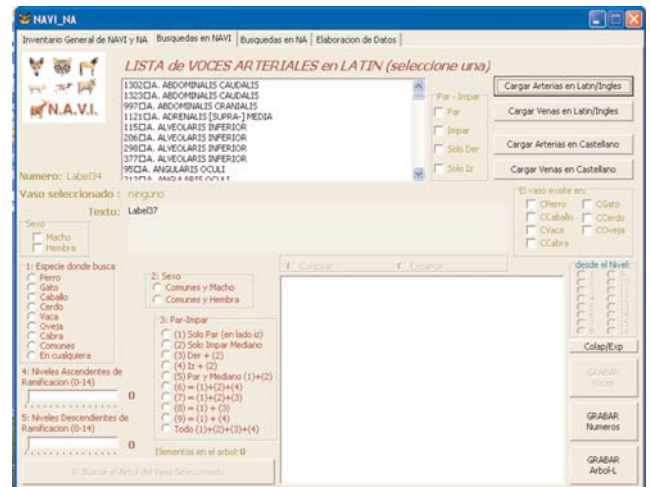 NAVI_NA
Inventario General de NAVI y NA
Busquedas en NAVI
Busquedas en NA
Elaboracion de Datos
N.A.V.I.
LISTA de VOCES ARTERIALES en LATIN (seleccione una)
1302□A. ABDOMINALIS CAUDALIS
1323□A. ABDOMINALIS CAUDALIS
997□A. ABDOMINALIS CRANIALIS
1121□A. ADRENALIS [SUPRA-] MEDIA
115□A. ALVEOLARIS INFERIOR
206□A. ALVEOLARIS INFERIOR
298□A. ALVEOLARIS INFERIOR
377□A. ALVEOLARIS INFERIOR
95□A. ANGULARIS OCULI
212□A. ANGULARIS OCULI
Par - Impar
Par
Impar
Solo Der
Solo Iz
Cargar Arterias en Latin/Ingles
Cargar Venas en Latin/Ingles
Cargar Arterias en Castellano
Cargar Venas en Castellano
Numero: Label34
Vaso seleccionado : ninguno
Texto: Label37
El vaso existe en:
CPerro CGato
CCaballo CCerdo
CVaca COveja
CCabra
Sexo
Macho
Hembra
1: Especie donde busca
Perro
Gato
Caballo
Cerdo
Vaca
Oveja
Cabra
Comunes
En cualquiera
2: Sexo
Comunes y Macho
Comunes y Hembra
3: Par-Impar
(1) Solo Par (en lado iz)
(2) Solo Impar Mediano
(3) Der + (2)
(4) Iz + (2)
(5) Par y Mediano (1)+(2)
(6) = (1)+(2)+(4)
(7) = (1)+(2)+(3)
(8) = (1) + (3)
(9) = (1) + (4)
Todo (1)+(2)+(3)+(4)
4: Niveles Ascendentes de
Ramificacion (0-14)
0
5: Niveles Descendientes de
Ramificacion (0-14)
0
Elementos en el arbol: 0
6: Buscar el Arbol del Vaso Seleccionado
Colapsar
Expandir
desde el Nivel:
Colap/Exp
GRABAR
Voces
GRABAR
Numeros
GRABAR
Arbol-L